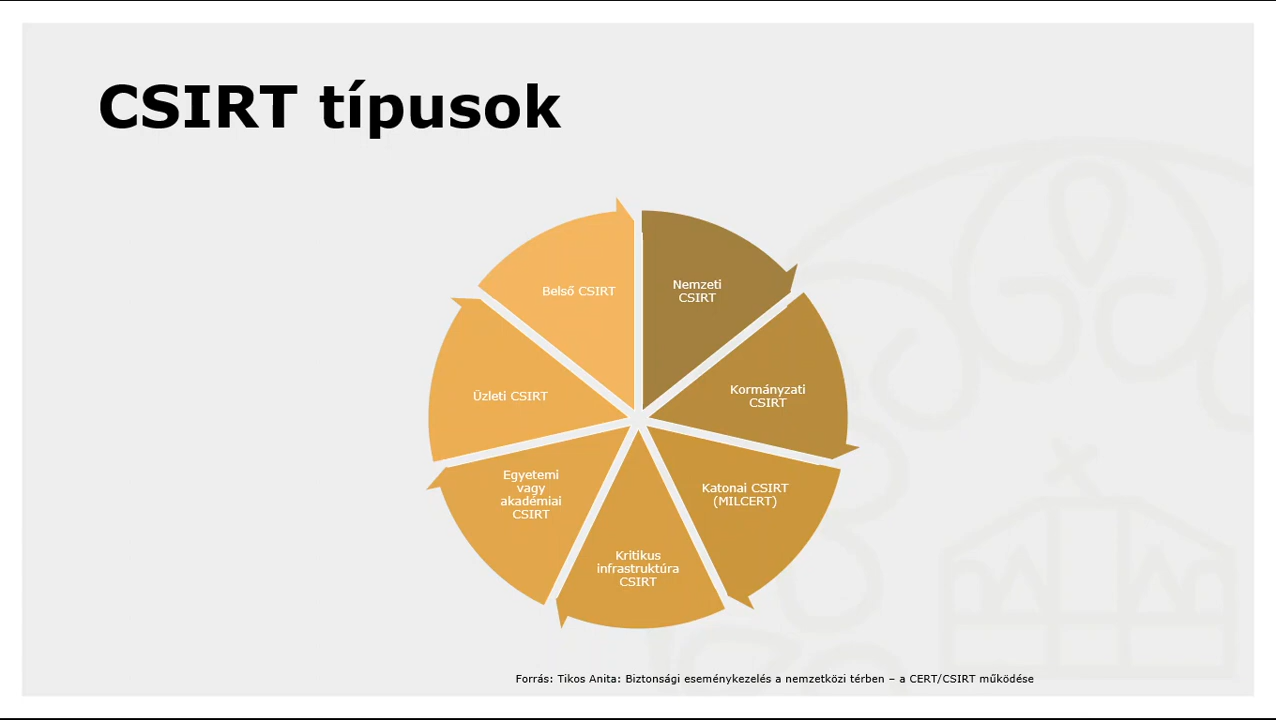 CSIRT típusok
Belső CSIRT
Nemzeti
CSIRT
Kormányzati
CSIRT
Katonai CSIRT
(MILCERT)
Kritikus
infrastruktúra
CSIRT
Egyetemi
vagy
akadémiai
CSIRT
Üzleti CSIRT
Forrás: Tikos Anita: Biztonsági eseménykezelés a nemzetközi térben – a CERT/CSIRT működése